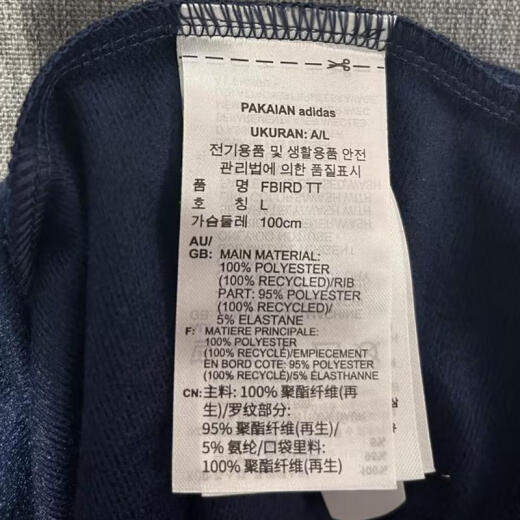 PAKAIAN adidas
UKURAN: A/L
전기용품 및 생활용품 안전
관리법에 의한 품질표시
품 명 FBIRD TT
호 칭 L
가슴둘레 100cm
AU/
GB: MAIN MATERIAL:
100% POLYESTER
(100% RECYCLED)/RIB
PART: 95% POLYESTER
(100% RECYCLED)/
5% ELASTANE
F: MATIERE PRINCIPALE:
100% POLYESTER
(100% RECYCLÉ)/EMPIECEMENT
EN BORD COTE: 95% POLYESTER
(100% RECYCLÉ)/5% ÉLASTHANNE
CN: 主料: 100% 聚酯纤维(再
生)/罗纹部分:
95% 聚酯纤维(再生)/
5% 氨纶/口袋里料:
100% 聚酯纤维(再生)